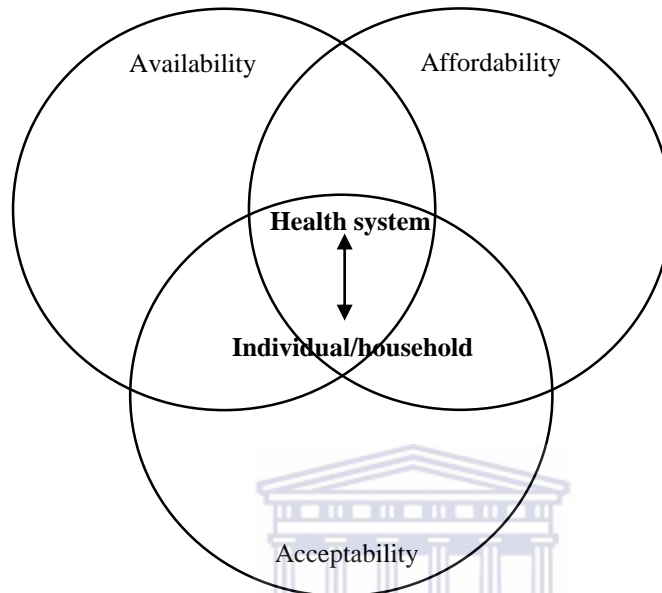 Availability
Affordability
Health system
Individual/household
Acceptability